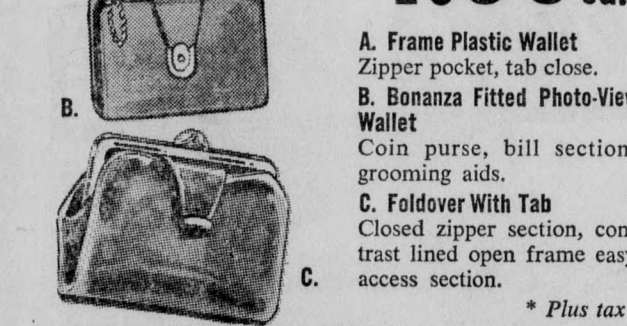 B.
C.
A. Frame Plastic Wallet
Zipper pocket, tab close.
B. Bonanza Fitted Photo-View
Wallet
Coin purse, bill section
grooming aids.
C. Foldover With Tab
Closed zipper section, con
trast lined open frame easy
access section.
* Plus tax